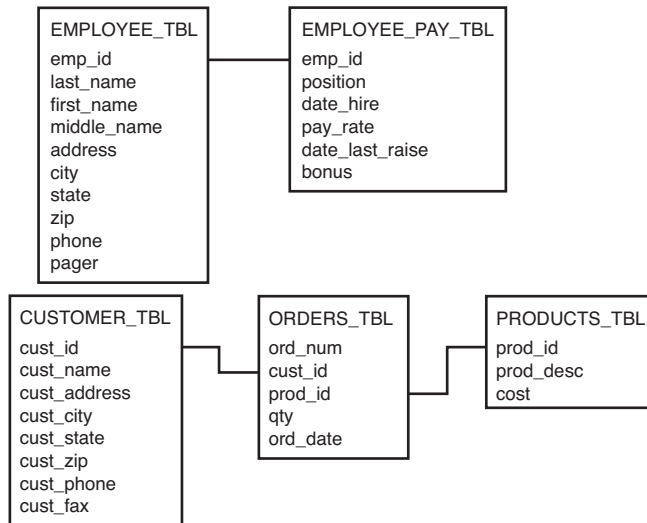 EMPLOYEE_TBL
emp_id
last_name
first_name
middle_name
address
city
state
zip
phone
pager
EMPLOYEE_PAY_TBL
emp_id
position
date_hire
pay_rate
date_last_raise
bonus
CUSTOMER_TBL
cust_id
cust_name
cust_address
cust_city
cust_state
cust_zip
cust_phone
cust_fax
ORDERS_TBL
ord_num
cust_id
prod_id
qty
ord_date
PRODUCTS_TBL
prod_id
prod_desc
cost